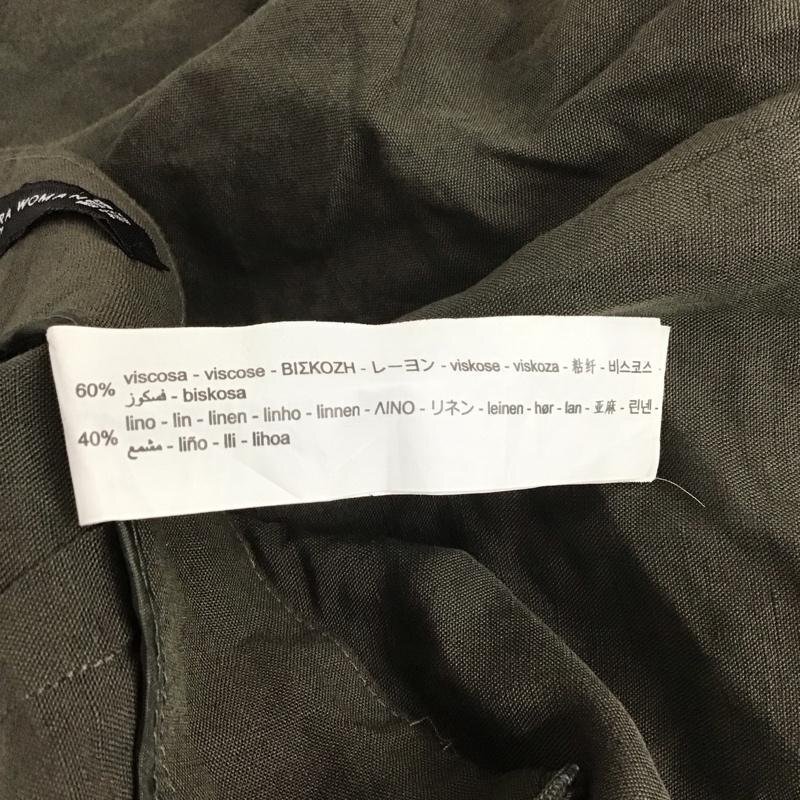 RA WOMAN
60% viscosa - viscose - ΒΙΣΚΟΖΗ - レーヨン - viskose - viskoza - 粘纤 - 비스코스 -
فسكوز - biskosa
lino - lin - linen - linho - linnen - ΛΙΝΟ - リネン - leinen - hør - lan - 亚麻 - 린넨 -
40% مشمع - liño - lli - lihoa